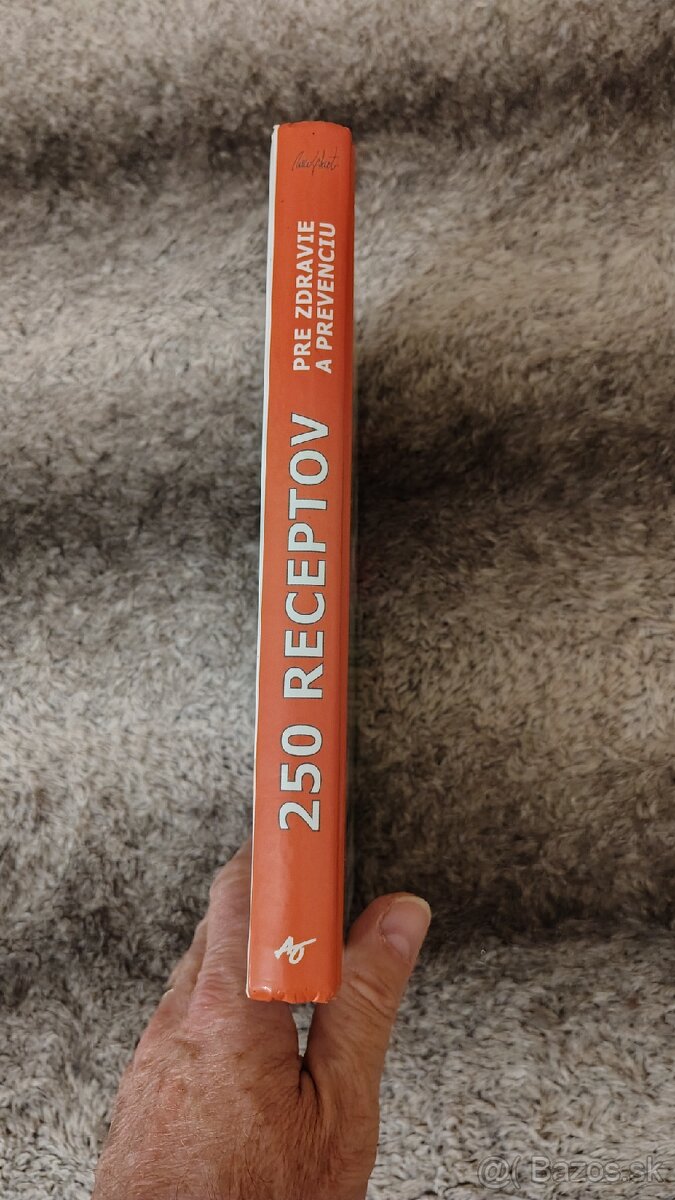 250 RECEPTOV
PRE ZDRAVIE
A PREVENCIU
@( Bazos.sk